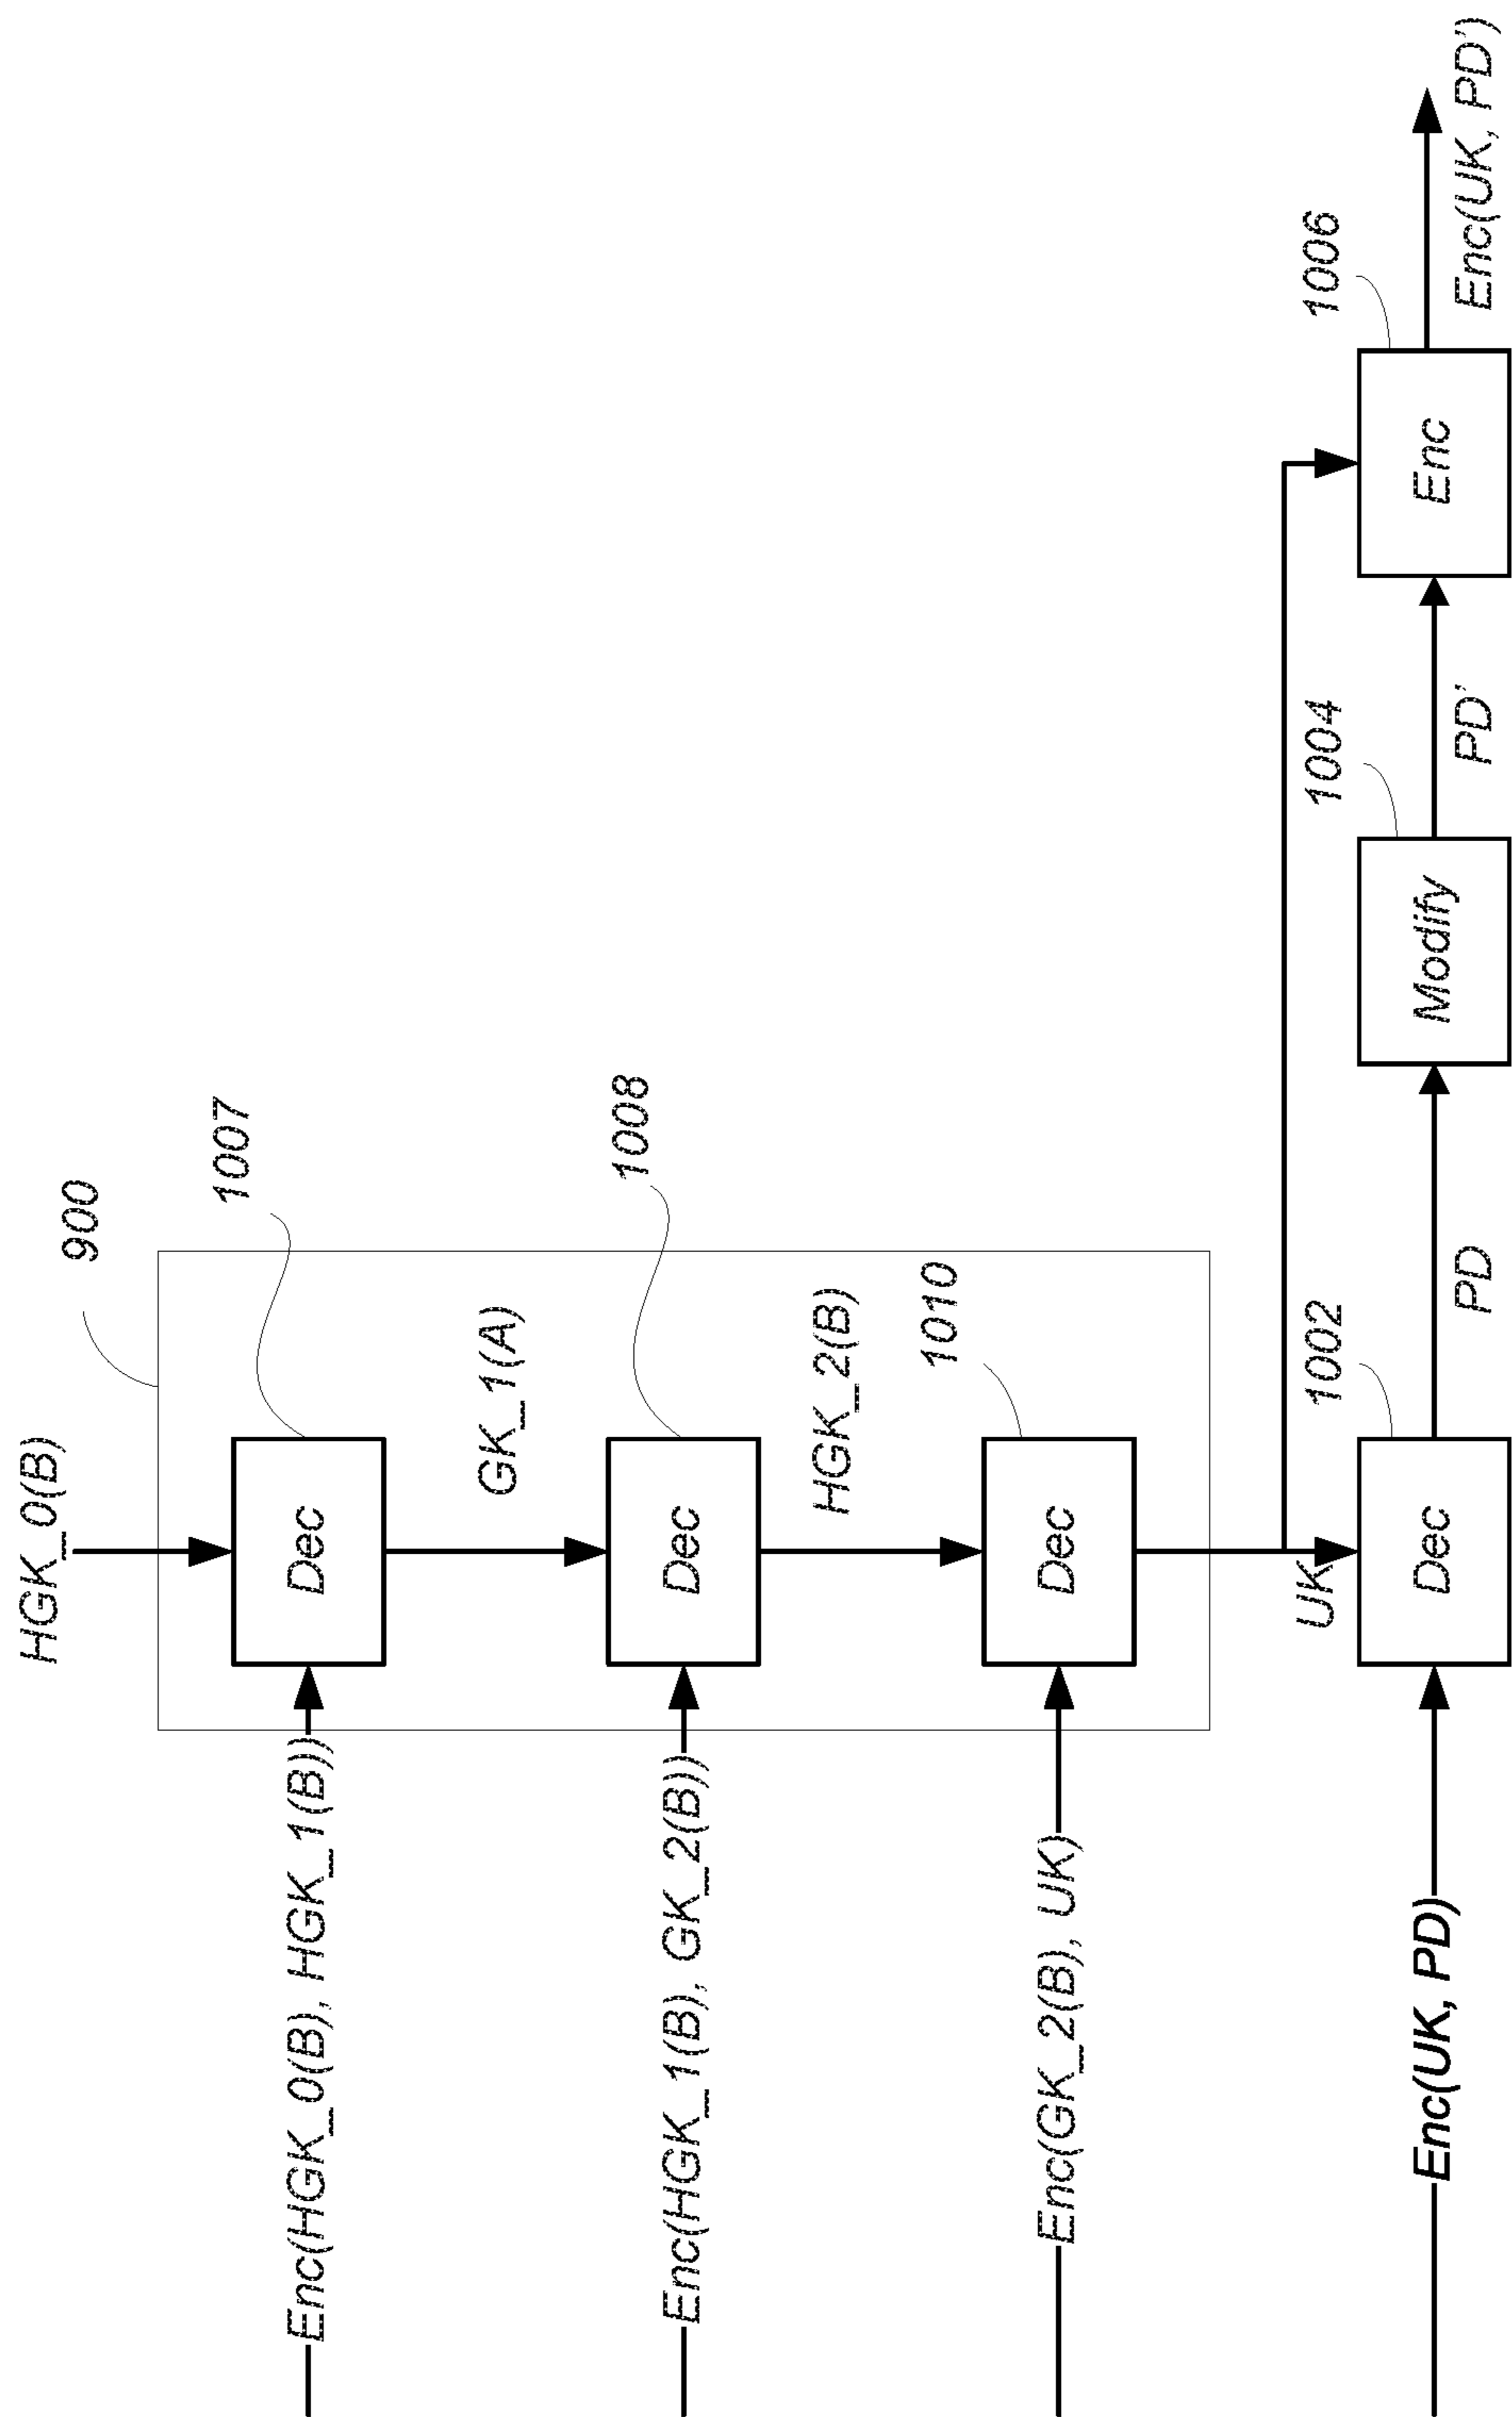 HGK_0(B)
900
1007
Enc(HGK_0(B), HGK_1(B))
Dec
GK_1(A)
1008
Enc(HGK_1(B), GK_2(B))
Dec
HGK_2(B)
1010
Enc(GK_2(B), UK)
Dec
UK
1002
1004
1006
Enc(UK, PD)
Dec
Modify
Enc
PD
PD'
Enc(UK, PD')